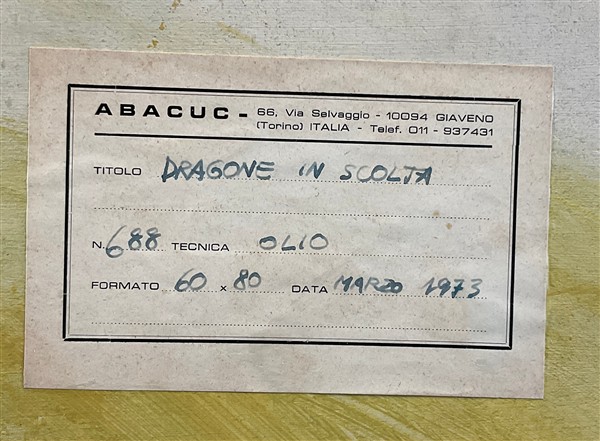 ABACUC - 66, Via Selvaggio - 10094 GIAVENO
(Torino) ITALIA - Telef. 011 - 937431
TITOLO DRAGONE IN SCOLTA
N. 688 TECNICA OLIO
FORMATO 60 x 80 DATA MARZO 1973